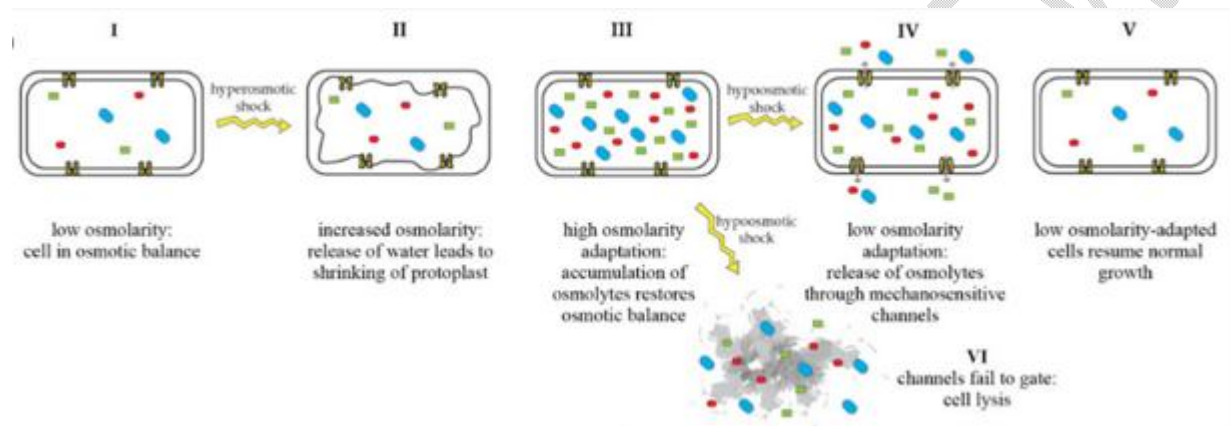 I
II
III
IV
V
hyperosmotic
shock
hypoosmotic
shock
low osmolarity:
cell in osmotic balance
increased osmolarity:
release of water leads to
shrinking of protoplast
high osmolarity
adaptation:
accumulation of
osmolytes restores
osmotic balance
hypoosmotic
shock
low osmolarity
adaptation:
release of osmolytes
through mechanosensitive
channels
low osmolarity-adapted
cells resume normal
growth
VI
channels fail to gate:
cell lysis